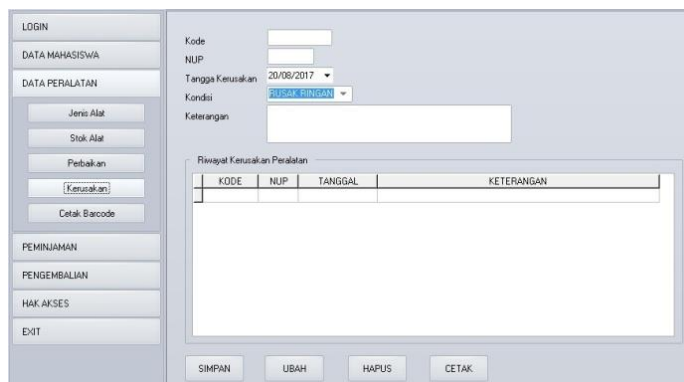 LOGIN
DATA MAHASISWA
DATA PERALATAN
Jenis Alat
Stok Alat
Perbaikan
Kerusakan
Cetak Barcode
PEMINJAMAN
PENGEMBALIAN
HAK AKSES
EXIT
Kode
NUP
Tangga Kerusakan 20/08/2017
Kondisi RUSAK RINGAN
Keterangan
Riwayat Kerusakan Peralatan
KODE NUP TANGGAL KETERANGAN
SIMPAN UBAH HAPUS CETAK